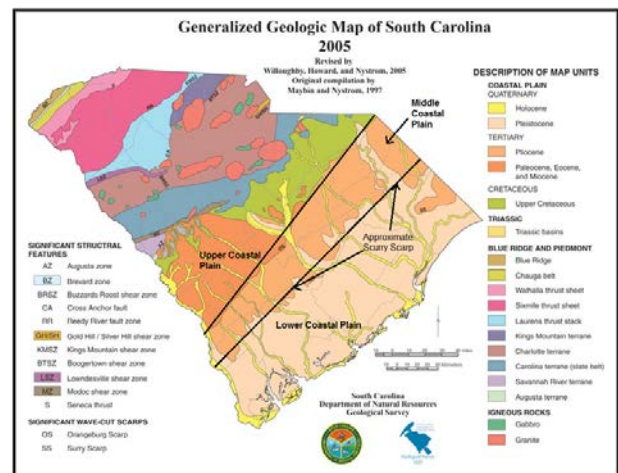 Generalized Geologic Map of South Carolina
2005
Revised by
Willoughby, Howard, and Nystrom, 2005
Original compilation by
Maybin and Nystrom, 1997
Middle
Coastal
Plain
Upper Coastal
Plain
Approximate
Scurry Scarp
Lower Coastal Plain
DESCRIPTION OF MAP UNITS
COASTAL PLAIN
QUATERNARY
Holocene
Pleistocene
TERTIARY
Pliocene
Paleocene, Eocene,
and Miocene
CRETACEOUS
Upper Cretaceous
TRIASSIC
Triassic basins
BLUE RIDGE AND PIEDMONT
Blue Ridge
Chauga belt
Walhalla thrust sheet
Sixmile thrust sheet
Laurens thrust stack
Kings Mountain terrane
Charlotte terrane
Carolina terrane (slate belt)
Savannah River terrane
Augusta terrane
IGNEOUS ROCKS
Gabbro
Granite
SIGNIFICANT STRUCTRAL
FEATURES
AZ Augusta zone
BZ Brevard zone
BRSZ Buzzards Roost shear zone
CA Cross Anchor fault
RR Reedy River fault zone
GH/SH Gold Hill / Silver Hill shear zone
KMSZ Kings Mountain shear zone
BTSZ Boogertown shear zone
LSZ Lowndesville shear zone
MZ Modoc shear zone
S Seneca thrust
SIGNIFICANT WAVE-CUT SCARPS
OS Orangeburg Scarp
SS Surry Scarp
South Carolina
Department of Natural Resources
Geological Survey